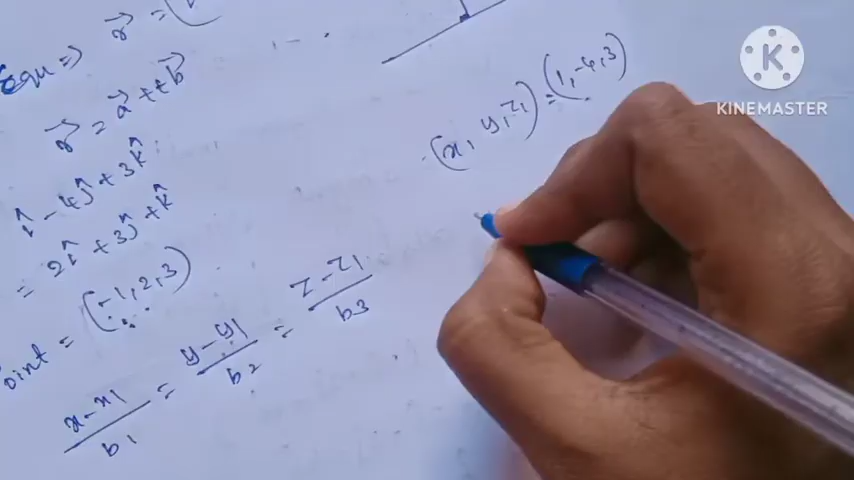 Equ ⇒ r⃗ = (
r⃗ = a⃗ + t b⃗
î - 4ĵ + 3k̂
= 2î + 3ĵ + k̂
oint = (-1, 2, 3)
x - x1 / b1 = y - y1 / b2 = z - z1 / b3
(x1 y1 z1) = (1, -4, 3)
K
KINEMASTER